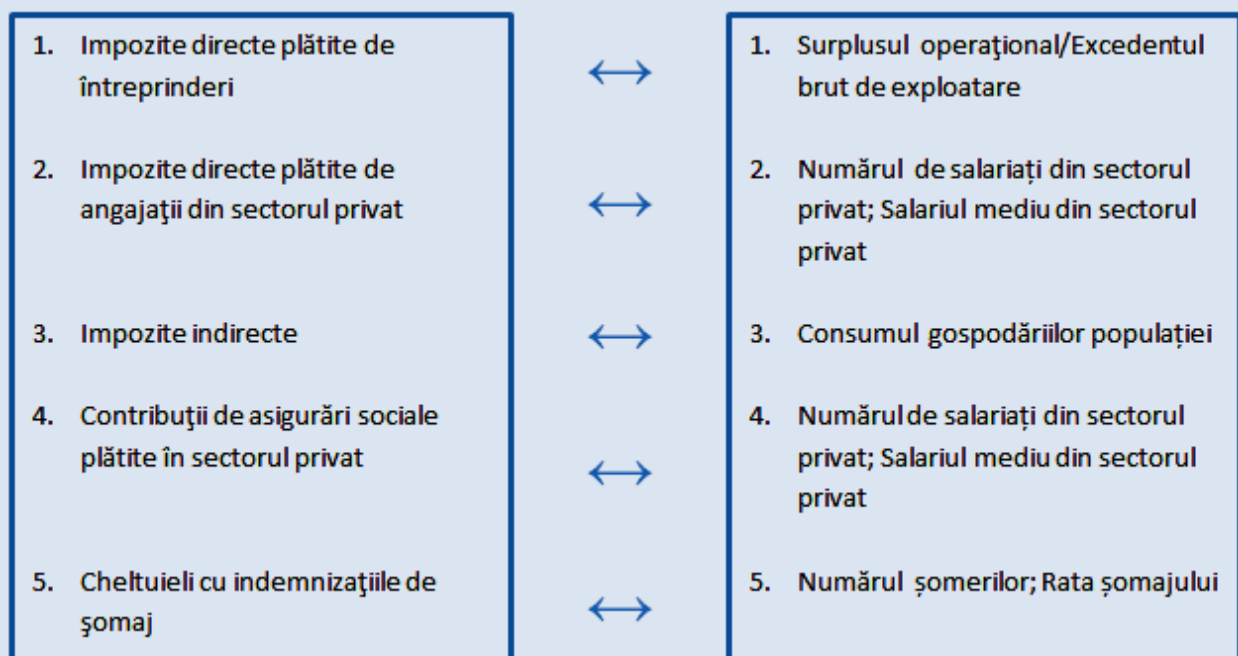 1. Impozite directe plătite de
întreprinderi
2. Impozite directe plătite de
angajaţii din sectorul privat
3. Impozite indirecte
4. Contribuţii de asigurări sociale
plătite în sectorul privat
5. Cheltuieli cu indemnizaţiile de
şomaj
1. Surplusul operaţional/Excedentul
brut de exploatare
2. Numărul de salariați din sectorul
privat; Salariul mediu din sectorul
privat
3. Consumul gospodăriilor populației
4. Numărul de salariați din sectorul
privat; Salariul mediu din sectorul
privat
5. Numărul șomerilor; Rata șomajului